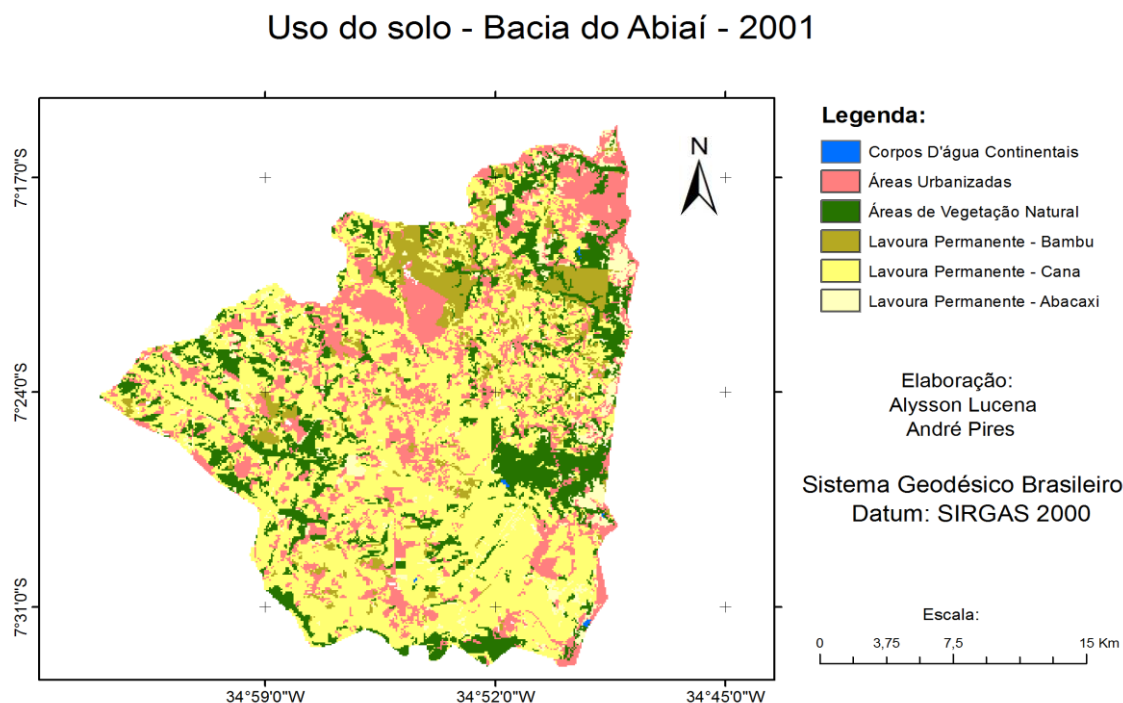 Uso do solo - Bacia do Abiaí - 2001
Legenda:
Corpos D'água Continentais
Áreas Urbanizadas
Áreas de Vegetação Natural
Lavoura Permanente - Bambu
Lavoura Permanente - Cana
Lavoura Permanente - Abacaxi
N
7°17'0"S
7°24'0"S
7°31'0"S
34°59'0"W
34°52'0"W
34°45'0"W
Elaboração:
Alysson Lucena
André Pires
Sistema Geodésico Brasileiro
Datum: SIRGAS 2000
Escala:
0 3,75 7,5 15 Km